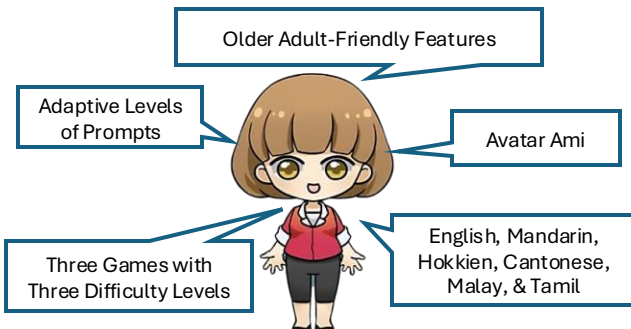 Older Adult-Friendly Features
Adaptive Levels
of Prompts
Avatar Ami
Three Games with
Three Difficulty Levels
English, Mandarin,
Hokkien, Cantonese,
Malay, & Tamil